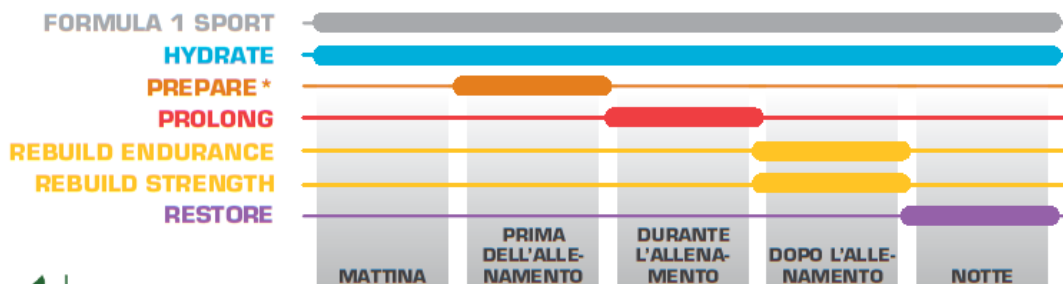 FORMULA 1 SPORT
HYDRATE
PREPARE *
PROLONG
REBUILD ENDURANCE
REBUILD STRENGTH
RESTORE
MATTINA
PRIMA
DELL'ALLE-
NAMENTO
DURANTE
L'ALLENA-
MENTO
DOPO L'ALLE-
NAMENTO
NOTTE